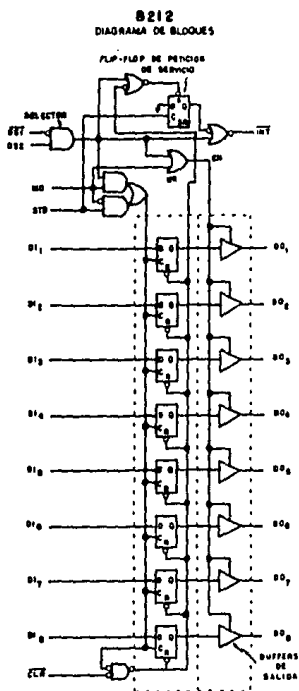 8212
DIAGRAMA DE BLOQUES
FLIP-FLOP DE PETICION
DE SERVICIO
SELECTOR
DS1
DS2
INT
EN
MD
STB
DI1 D Q DO1
DI2 D Q DO2
DI3 D Q DO3
DI4 D Q DO4
DI5 D Q DO5
DI6 D Q DO6
DI7 D Q DO7
DI8 D Q DO8
CLR
BUFFERS
DE
SALIDA